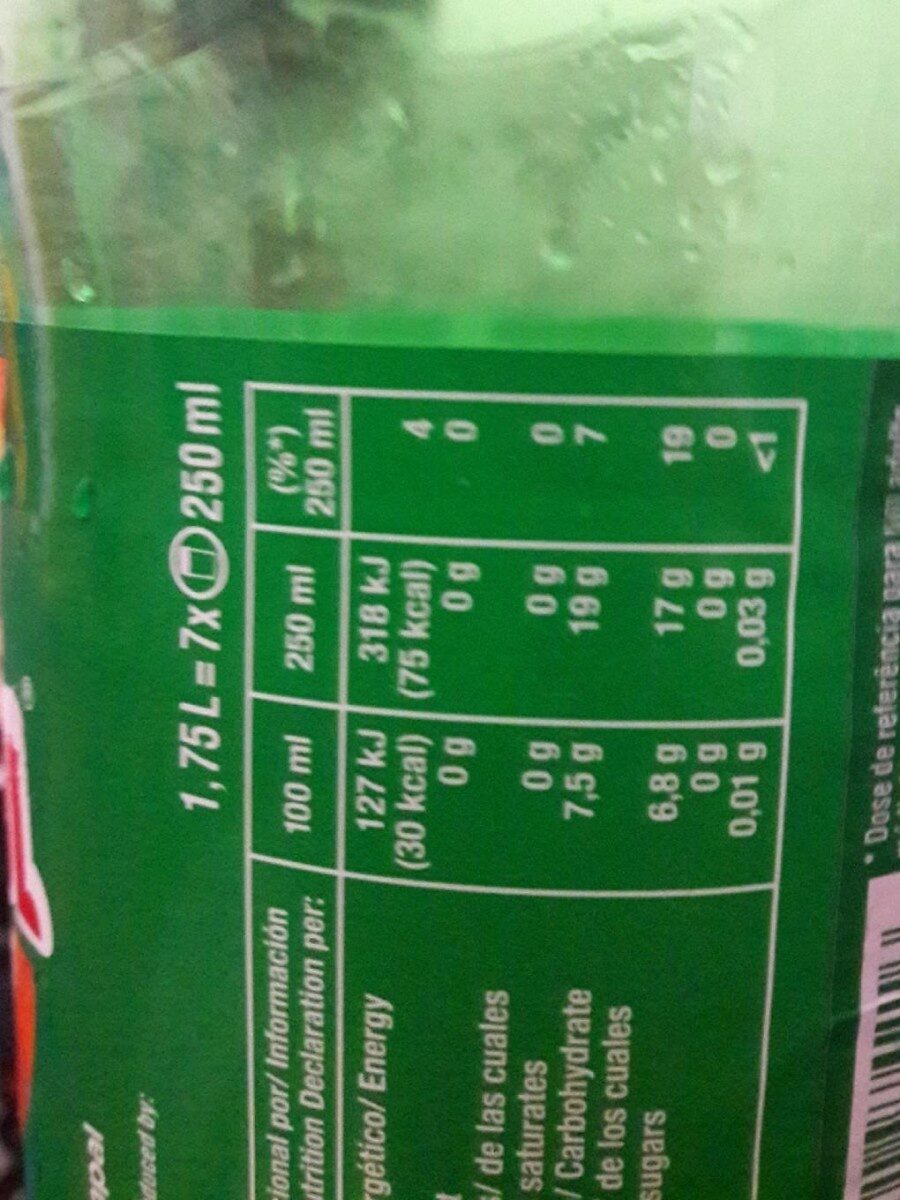 1,75 L = 7x 250 ml
ional por/ Información
utrition Declaration per: 100 ml 250 ml (%*) 250 ml
rgético/ Energy 127 kJ 318 kJ
(30 kcal) (75 kcal) 4
0 g 0 g 0
s/ de las cuales
saturates 0 g 0 g 0
/ Carbohydrate 7,5 g 19 g 7
de los cuales
sugars 6,8 g 17 g 19
0 g 0 g 0
0,01 g 0,03 g <1
* Dose de referência para
duced by: